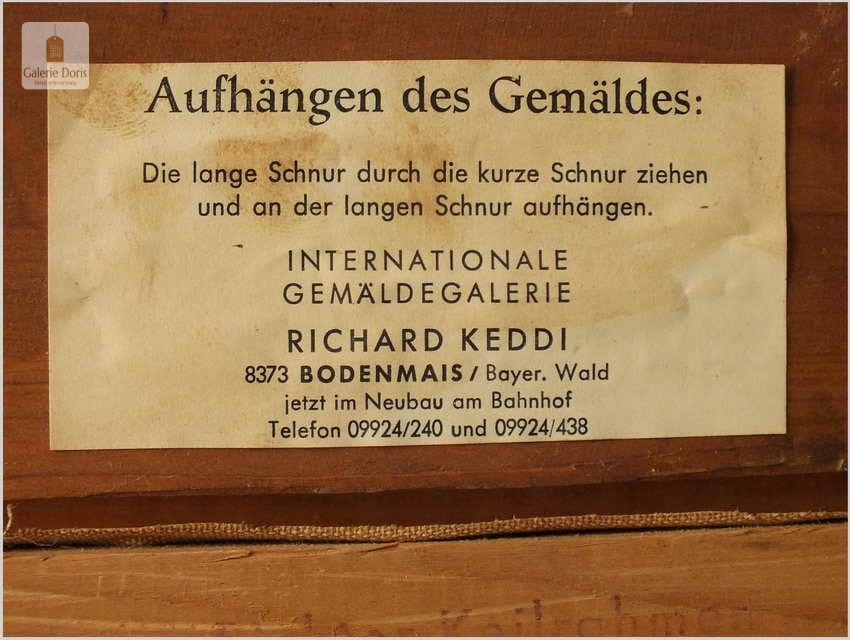 Galerie Doris
Aufhängen des Gemäldes:
Die lange Schnur durch die kurze Schnur ziehen
und an der langen Schnur aufhängen.
INTERNATIONALE
GEMÄLDEGALERIE
RICHARD KEDDI
8373 BODENMAIS / Bayer. Wald
jetzt im Neubau am Bahnhof
Telefon 09924/240 und 09924/438
Keilrahmen